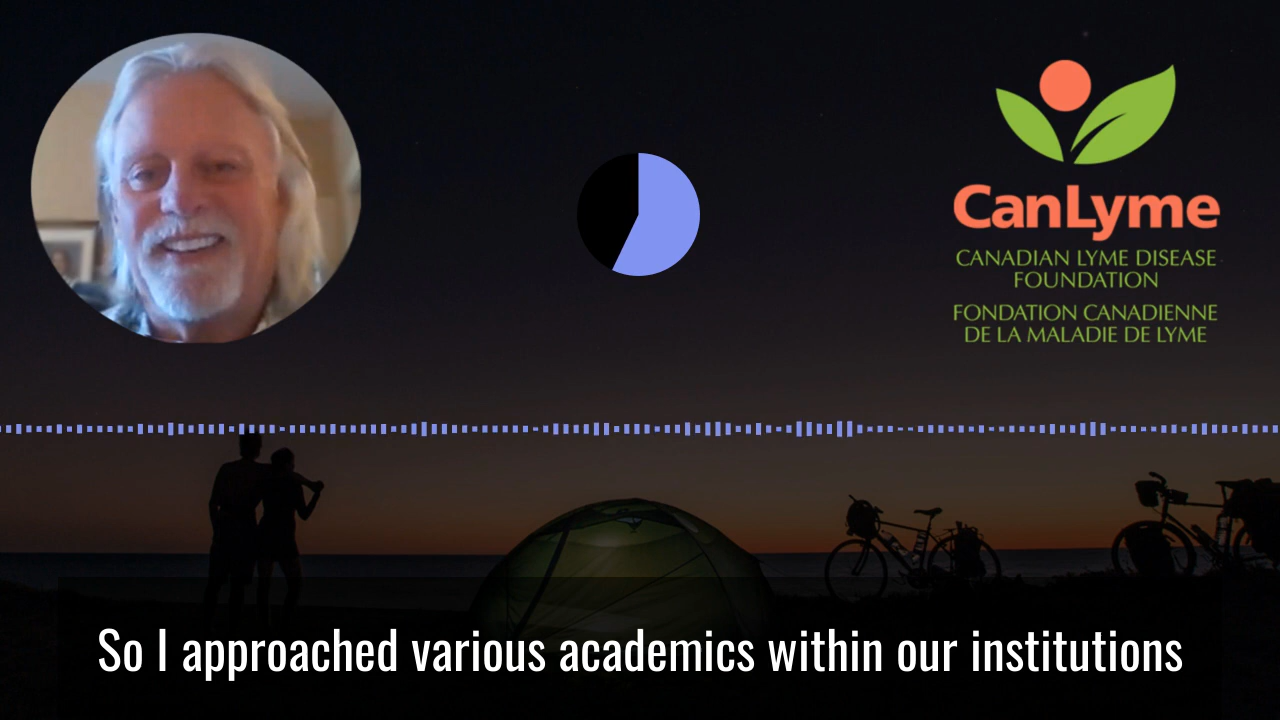 CanLyme
CANADIAN LYME DISEASE
FOUNDATION
FONDATION CANADIENNE
DE LA MALADIE DE LYME
So I approached various academics within our institutions